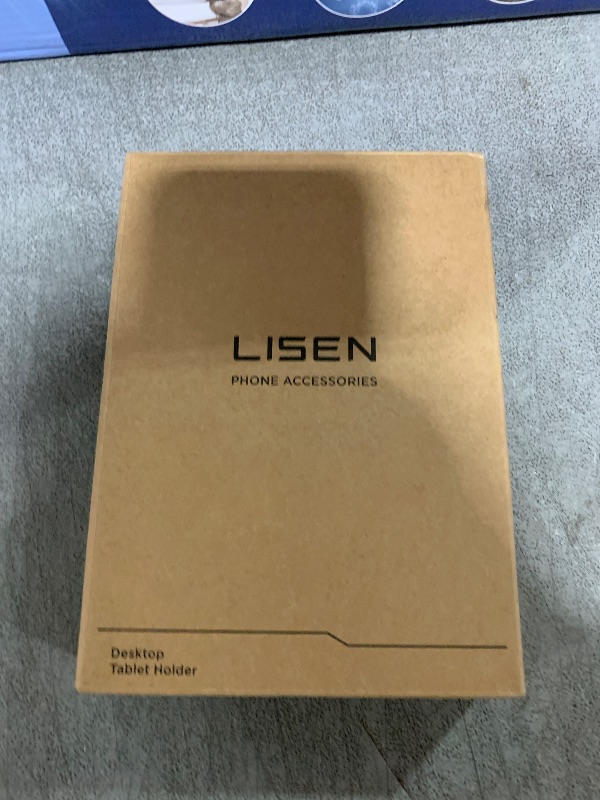 LISEN
PHONE ACCESSORIES
Desktop
Tablet Holder